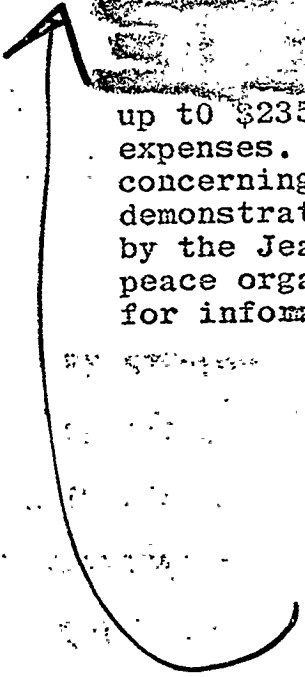 up t0 $235
expenses.
concerning
demonstrat
by the Jea
peace orga
for inform